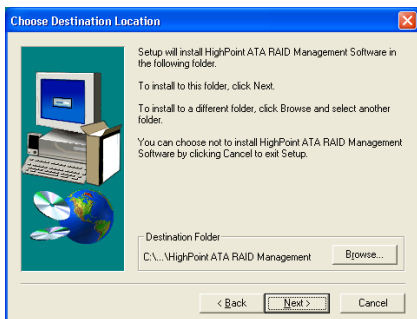 Choose Destination Location
Setup will install HighPoint ATA RAID Management Software in
the following folder.
To install to this folder, click Next.
To install to a different folder, click Browse and select another
folder.
You can choose not to install HighPoint ATA RAID Management
Software by clicking Cancel to exit Setup.
Destination Folder
C:\...\HighPoint ATA RAID Management
Browse...
< Back
Next >
Cancel